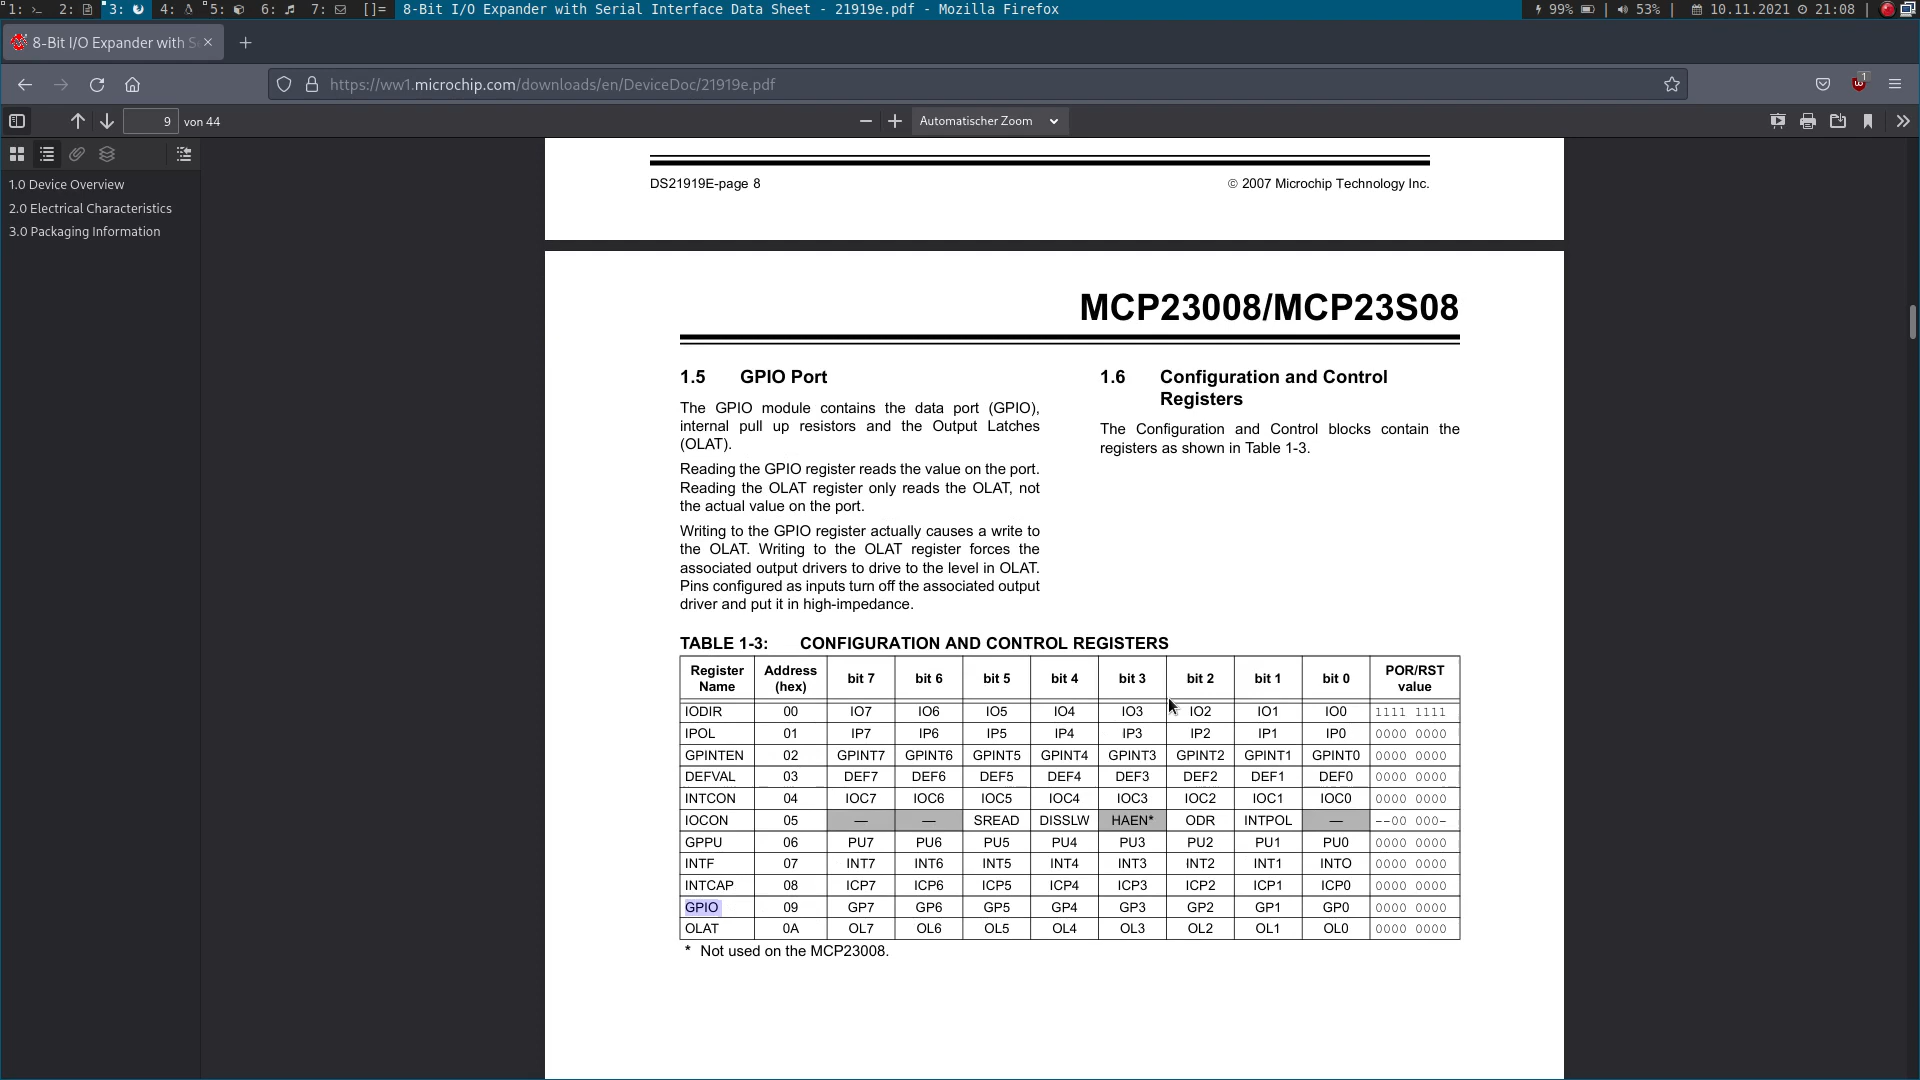 1: 2: 3: 4: 5: 6: 7: []= 8-Bit I/O Expander with Serial Interface Data Sheet - 21919e.pdf - Mozilla Firefox 99% | 53% | 10.11.2021 21:08 |
8-Bit I/O Expander with Se
https://ww1.microchip.com/downloads/en/DeviceDoc/21919e.pdf 1
9 von 44 Automatischer Zoom
1.0 Device Overview
2.0 Electrical Characteristics
3.0 Packaging Information
DS21919E-page 8 © 2007 Microchip Technology Inc.
MCP23008/MCP23S08
1.5 GPIO Port
The GPIO module contains the data port (GPIO),
internal pull up resistors and the Output Latches
(OLAT).
Reading the GPIO register reads the value on the port.
Reading the OLAT register only reads the OLAT, not
the actual value on the port.
Writing to the GPIO register actually causes a write to
the OLAT. Writing to the OLAT register forces the
associated output drivers to drive to the level in OLAT.
Pins configured as inputs turn off the associated output
driver and put it in high-impedance.
1.6 Configuration and Control
Registers
The Configuration and Control blocks contain the
registers as shown in Table 1-3.
TABLE 1-3: CONFIGURATION AND CONTROL REGISTERS
Register Name Address (hex) bit 7 bit 6 bit 5 bit 4 bit 3 bit 2 bit 1 bit 0 POR/RST value
IODIR 00 IO7 IO6 IO5 IO4 IO3 IO2 IO1 IO0 1111 1111
IPOL 01 IP7 IP6 IP5 IP4 IP3 IP2 IP1 IP0 0000 0000
GPINTEN 02 GPINT7 GPINT6 GPINT5 GPINT4 GPINT3 GPINT2 GPINT1 GPINT0 0000 0000
DEFVAL 03 DEF7 DEF6 DEF5 DEF4 DEF3 DEF2 DEF1 DEF0 0000 0000
INTCON 04 IOC7 IOC6 IOC5 IOC4 IOC3 IOC2 IOC1 IOC0 0000 0000
IOCON 05 — — SREAD DISSLW HAEN* ODR INTPOL — --00 000-
GPPU 06 PU7 PU6 PU5 PU4 PU3 PU2 PU1 PU0 0000 0000
INTF 07 INT7 INT6 INT5 INT4 INT3 INT2 INT1 INTO 0000 0000
INTCAP 08 ICP7 ICP6 ICP5 ICP4 ICP3 ICP2 ICP1 ICP0 0000 0000
GPIO 09 GP7 GP6 GP5 GP4 GP3 GP2 GP1 GP0 0000 0000
OLAT 0A OL7 OL6 OL5 OL4 OL3 OL2 OL1 OL0 0000 0000
* Not used on the MCP23008.